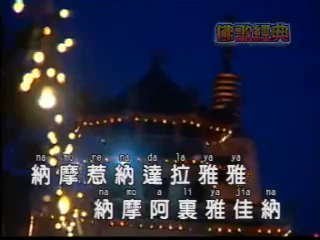 佛歌經典
na mo re na da la ya ya
納摩惹納達拉雅雅
na mo a li ya jia na
納摩阿裏雅佳納